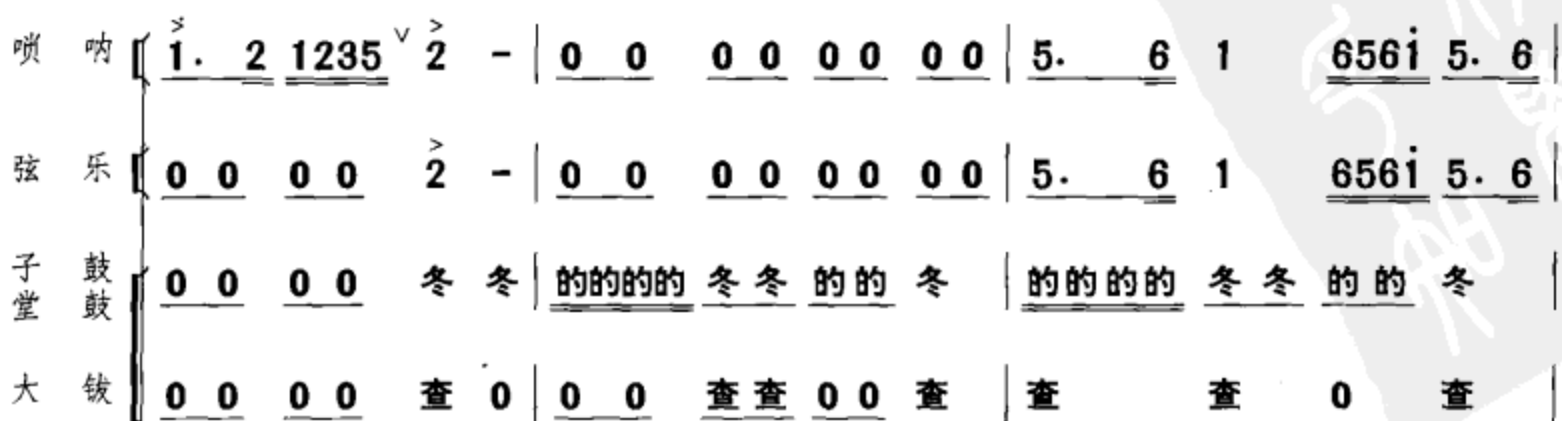 唢 呐 1. 2 1235 ∨ 2 - | 0 0 0 0 0 0 0 0 | 5. 6 1 6561̇ 5. 6 |
弦 乐 0 0 0 0 2 - | 0 0 0 0 0 0 0 0 | 5. 6 1 6561̇ 5. 6 |
子 鼓
堂 鼓 0 0 0 0 冬 冬 | 的的的的 冬冬 的的 冬 | 的的的的 冬冬 的的 冬 |
大 钹 0 0 0 0 查 0 | 0 0 查查 0 0 查 | 查 查 0 查 |